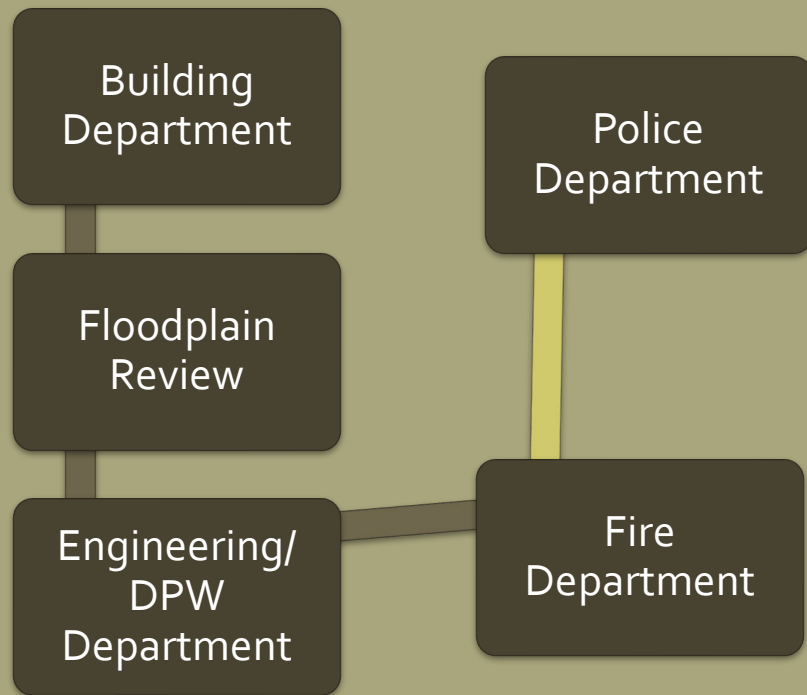 Building
Department
Floodplain
Review
Engineering/
DPW
Department
Fire
Department
Police
Department